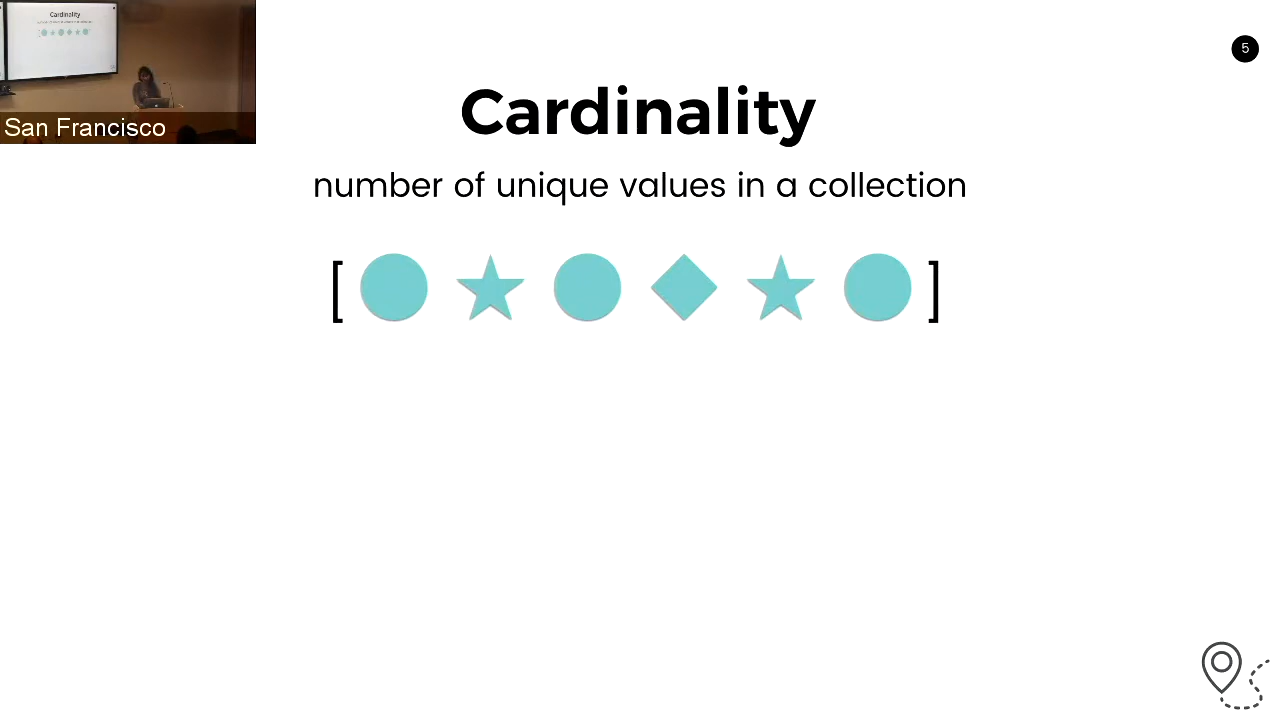 San Francisco
5
Cardinality
number of unique values in a collection
[ ]